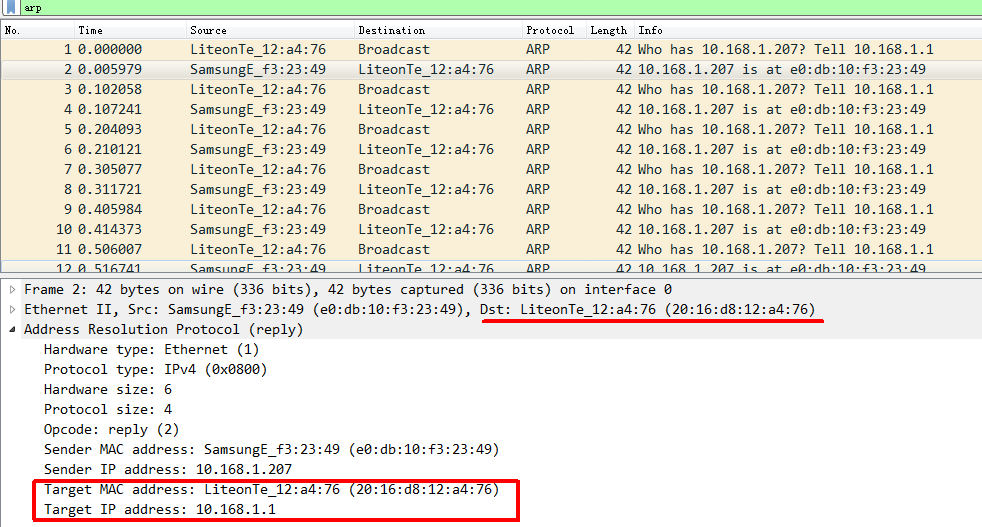 arp
No. Time Source Destination Protocol Length Info
1 0.000000 LiteonTe_12:a4:76 Broadcast ARP 42 Who has 10.168.1.207? Tell 10.168.1.1
2 0.005979 SamsungE_f3:23:49 LiteonTe_12:a4:76 ARP 42 10.168.1.207 is at e0:db:10:f3:23:49
3 0.102058 LiteonTe_12:a4:76 Broadcast ARP 42 Who has 10.168.1.207? Tell 10.168.1.1
4 0.107241 SamsungE_f3:23:49 LiteonTe_12:a4:76 ARP 42 10.168.1.207 is at e0:db:10:f3:23:49
5 0.204093 LiteonTe_12:a4:76 Broadcast ARP 42 Who has 10.168.1.207? Tell 10.168.1.1
6 0.210121 SamsungE_f3:23:49 LiteonTe_12:a4:76 ARP 42 10.168.1.207 is at e0:db:10:f3:23:49
7 0.305077 LiteonTe_12:a4:76 Broadcast ARP 42 Who has 10.168.1.207? Tell 10.168.1.1
8 0.311721 SamsungE_f3:23:49 LiteonTe_12:a4:76 ARP 42 10.168.1.207 is at e0:db:10:f3:23:49
9 0.405984 LiteonTe_12:a4:76 Broadcast ARP 42 Who has 10.168.1.207? Tell 10.168.1.1
10 0.414373 SamsungE_f3:23:49 LiteonTe_12:a4:76 ARP 42 10.168.1.207 is at e0:db:10:f3:23:49
11 0.506007 LiteonTe_12:a4:76 Broadcast ARP 42 Who has 10.168.1.207? Tell 10.168.1.1
12 0.516741 SamsungE_f3:23:49 LiteonTe_12:a4:76 ARP 42 10.168.1.207 is at e0:db:10:f3:23:49
Frame 2: 42 bytes on wire (336 bits), 42 bytes captured (336 bits) on interface 0
Ethernet II, Src: SamsungE_f3:23:49 (e0:db:10:f3:23:49), Dst: LiteonTe_12:a4:76 (20:16:d8:12:a4:76)
Address Resolution Protocol (reply)
Hardware type: Ethernet (1)
Protocol type: IPv4 (0x0800)
Hardware size: 6
Protocol size: 4
Opcode: reply (2)
Sender MAC address: SamsungE_f3:23:49 (e0:db:10:f3:23:49)
Sender IP address: 10.168.1.207
Target MAC address: LiteonTe_12:a4:76 (20:16:d8:12:a4:76)
Target IP address: 10.168.1.1